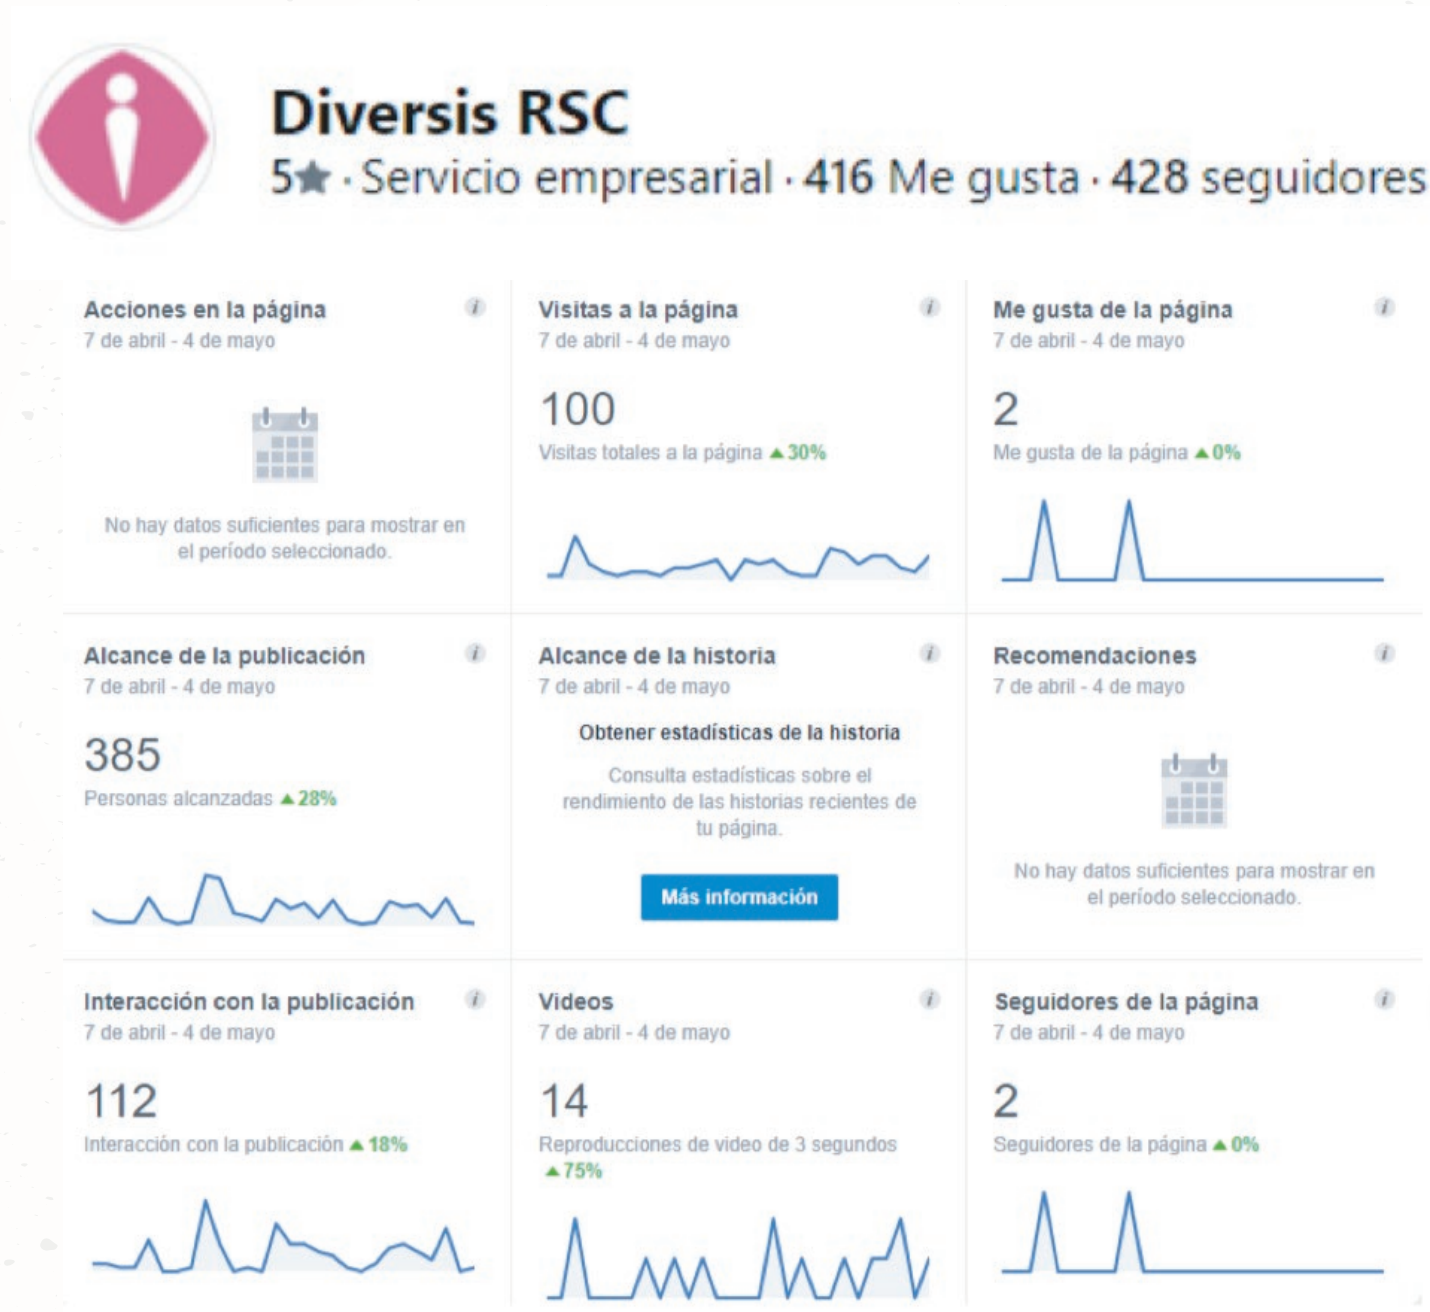 Diversis RSC
5★ · Servicio empresarial · 416 Me gusta · 428 seguidores
Acciones en la página
7 de abril - 4 de mayo
No hay datos suficientes para mostrar en
el período seleccionado.
Visitas a la página
7 de abril - 4 de mayo
100
Visitas totales a la página ▲30%
Me gusta de la página
7 de abril - 4 de mayo
2
Me gusta de la página ▲0%
Alcance de la publicación
7 de abril - 4 de mayo
385
Personas alcanzadas ▲28%
Alcance de la historia
7 de abril - 4 de mayo
Obtener estadísticas de la historia
Consulta estadísticas sobre el
rendimiento de las historias recientes de
tu página.
Más información
Recomendaciones
7 de abril - 4 de mayo
No hay datos suficientes para mostrar en
el período seleccionado.
Interacción con la publicación
7 de abril - 4 de mayo
112
Interacción con la publicación ▲18%
Videos
7 de abril - 4 de mayo
14
Reproducciones de video de 3 segundos
▲75%
Seguidores de la página
7 de abril - 4 de mayo
2
Seguidores de la página ▲0%